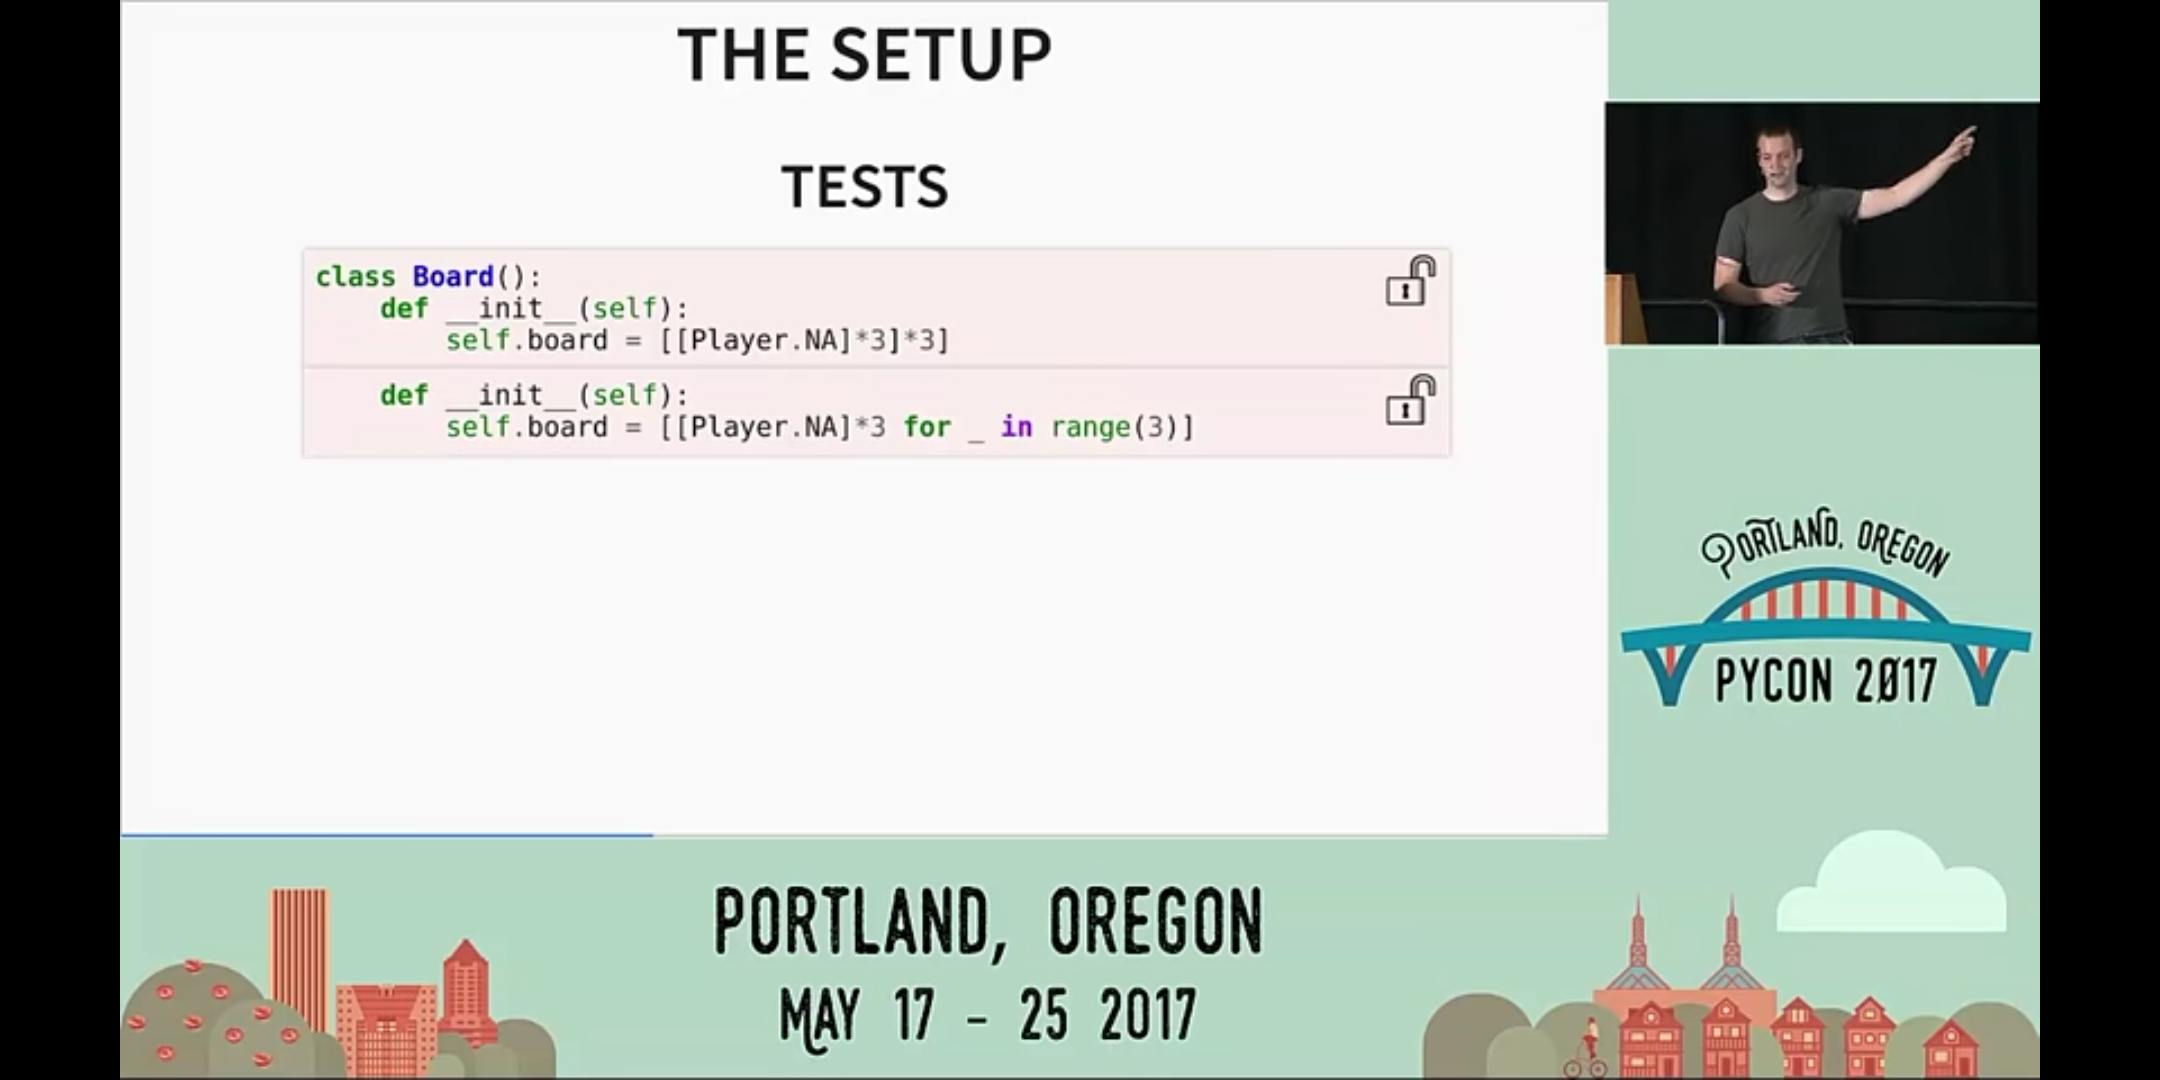 THE SETUP
TESTS
class Board():
    def __init__(self):
        self.board = [[Player.NA]*3]*3]
    def __init__(self):
        self.board = [[Player.NA]*3 for _ in range(3)]
PORTLAND, OREGON
PYCON 2017
PORTLAND, OREGON
MAY 17 - 25 2017